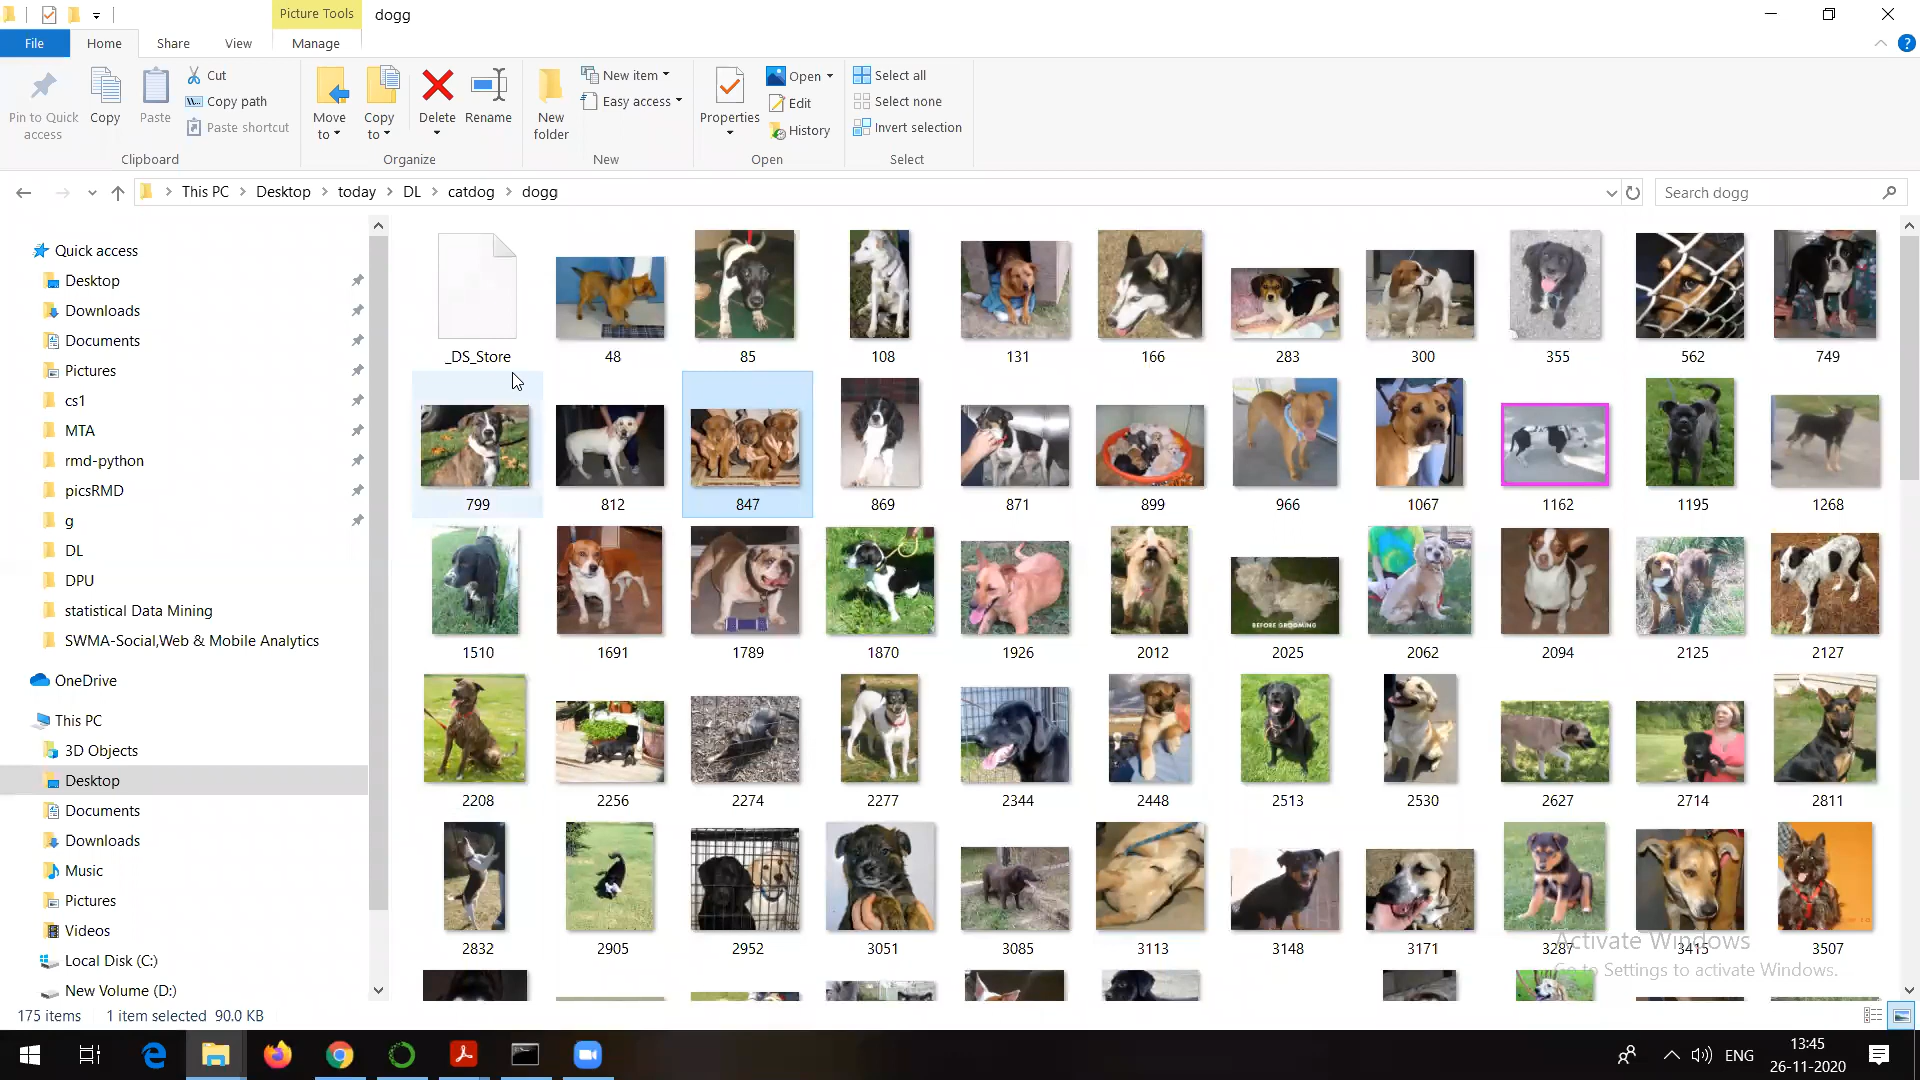 Picture Tools
dogg
File
Home
Share
View
Manage
Pin to Quick access
Copy
Paste
Cut
Copy path
Paste shortcut
Clipboard
Move to
Copy to
Delete
Rename
Organize
New folder
New item
Easy access
New
Properties
Open
Edit
History
Open
Select all
Select none
Invert selection
Select
This PC > Desktop > today > DL > catdog > dogg
Search dogg
Quick access
Desktop
Downloads
Documents
Pictures
cs1
MTA
rmd-python
picsRMD
g
DL
DPU
statistical Data Mining
SWMA-Social,Web & Mobile Analytics
OneDrive
This PC
3D Objects
Desktop
Documents
Downloads
Music
Pictures
Videos
Local Disk (C:)
New Volume (D:)
_DS_Store 48 85 108 131 166 283 300 355 562 749
799 812 847 869 871 899 966 1067 1162 1195 1268
BEFORE GROOMING
1510 1691 1789 1870 1926 2012 2025 2062 2094 2125 2127
2208 2256 2274 2277 2344 2448 2513 2530 2627 2714 2811
2832 2905 2952 3051 3085 3113 3148 3171 3287 3415 3507
Activate Windows
Go to Settings to activate Windows.
175 items 1 item selected 90.0 KB
ENG
13:45
26-11-2020